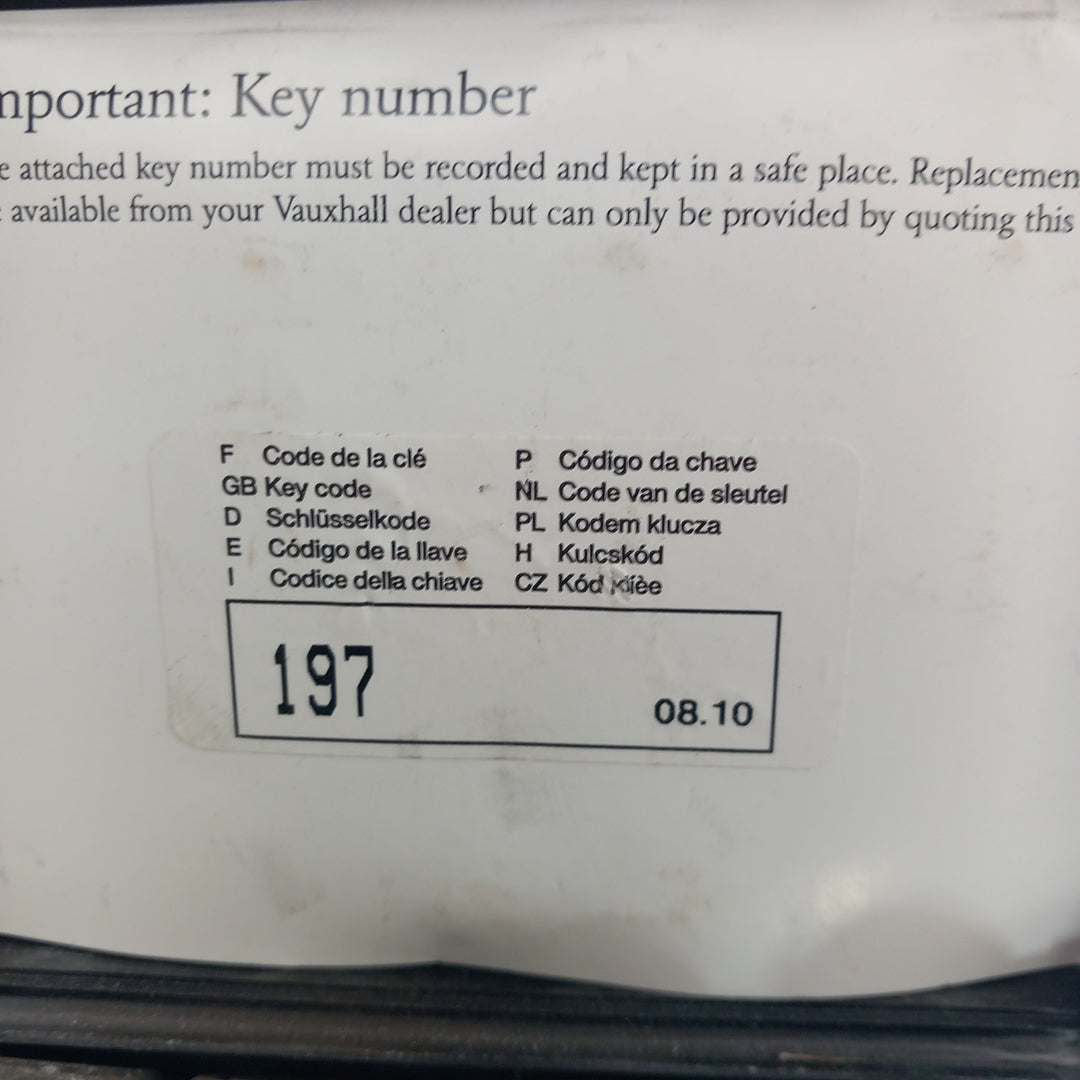 mportant: Key number
e attached key number must be recorded and kept in a safe place. Replacemen
available from your Vauxhall dealer but can only be provided by quoting this
F Code de la clé
GB Key code
D Schlüsselkode
E Código de la llave
I Codice della chiave
P Código da chave
NL Code van de sleutel
PL Kodem klucza
H Kulcskód
CZ Kód
197
08.10